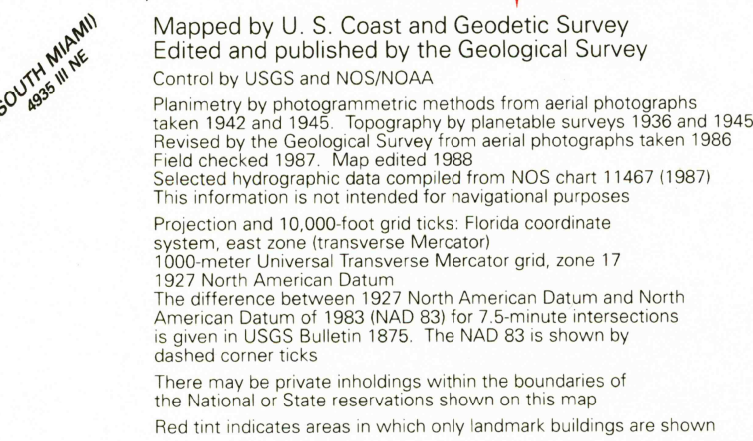 SOUTH MIAMI)
4935 III NE
Mapped by U. S. Coast and Geodetic Survey
Edited and published by the Geological Survey
Control by USGS and NOS/NOAA
Planimetry by photogrammetric methods from aerial photographs
taken 1942 and 1945. Topography by planetable surveys 1936 and 1945
Revised by the Geological Survey from aerial photographs taken 1986
Field checked 1987. Map edited 1988
Selected hydrographic data compiled from NOS chart 11467 (1987)
This information is not intended for navigational purposes
Projection and 10,000-foot grid ticks: Florida coordinate
system, east zone (transverse Mercator)
1000-meter Universal Transverse Mercator grid, zone 17
1927 North American Datum
The difference between 1927 North American Datum and North
American Datum of 1983 (NAD 83) for 7.5-minute intersections
is given in USGS Bulletin 1875. The NAD 83 is shown by
dashed corner ticks
There may be private inholdings within the boundaries of
the National or State reservations shown on this map
Red tint indicates areas in which only landmark buildings are shown